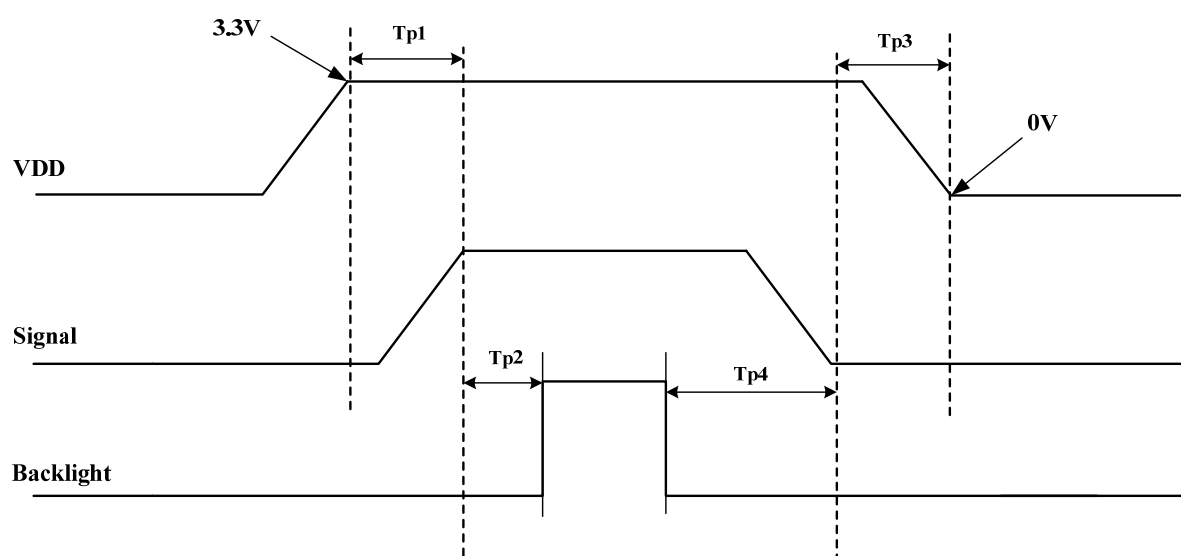 3.3V
Tp1
Tp3
0V
VDD
Signal
Tp2
Tp4
Backlight